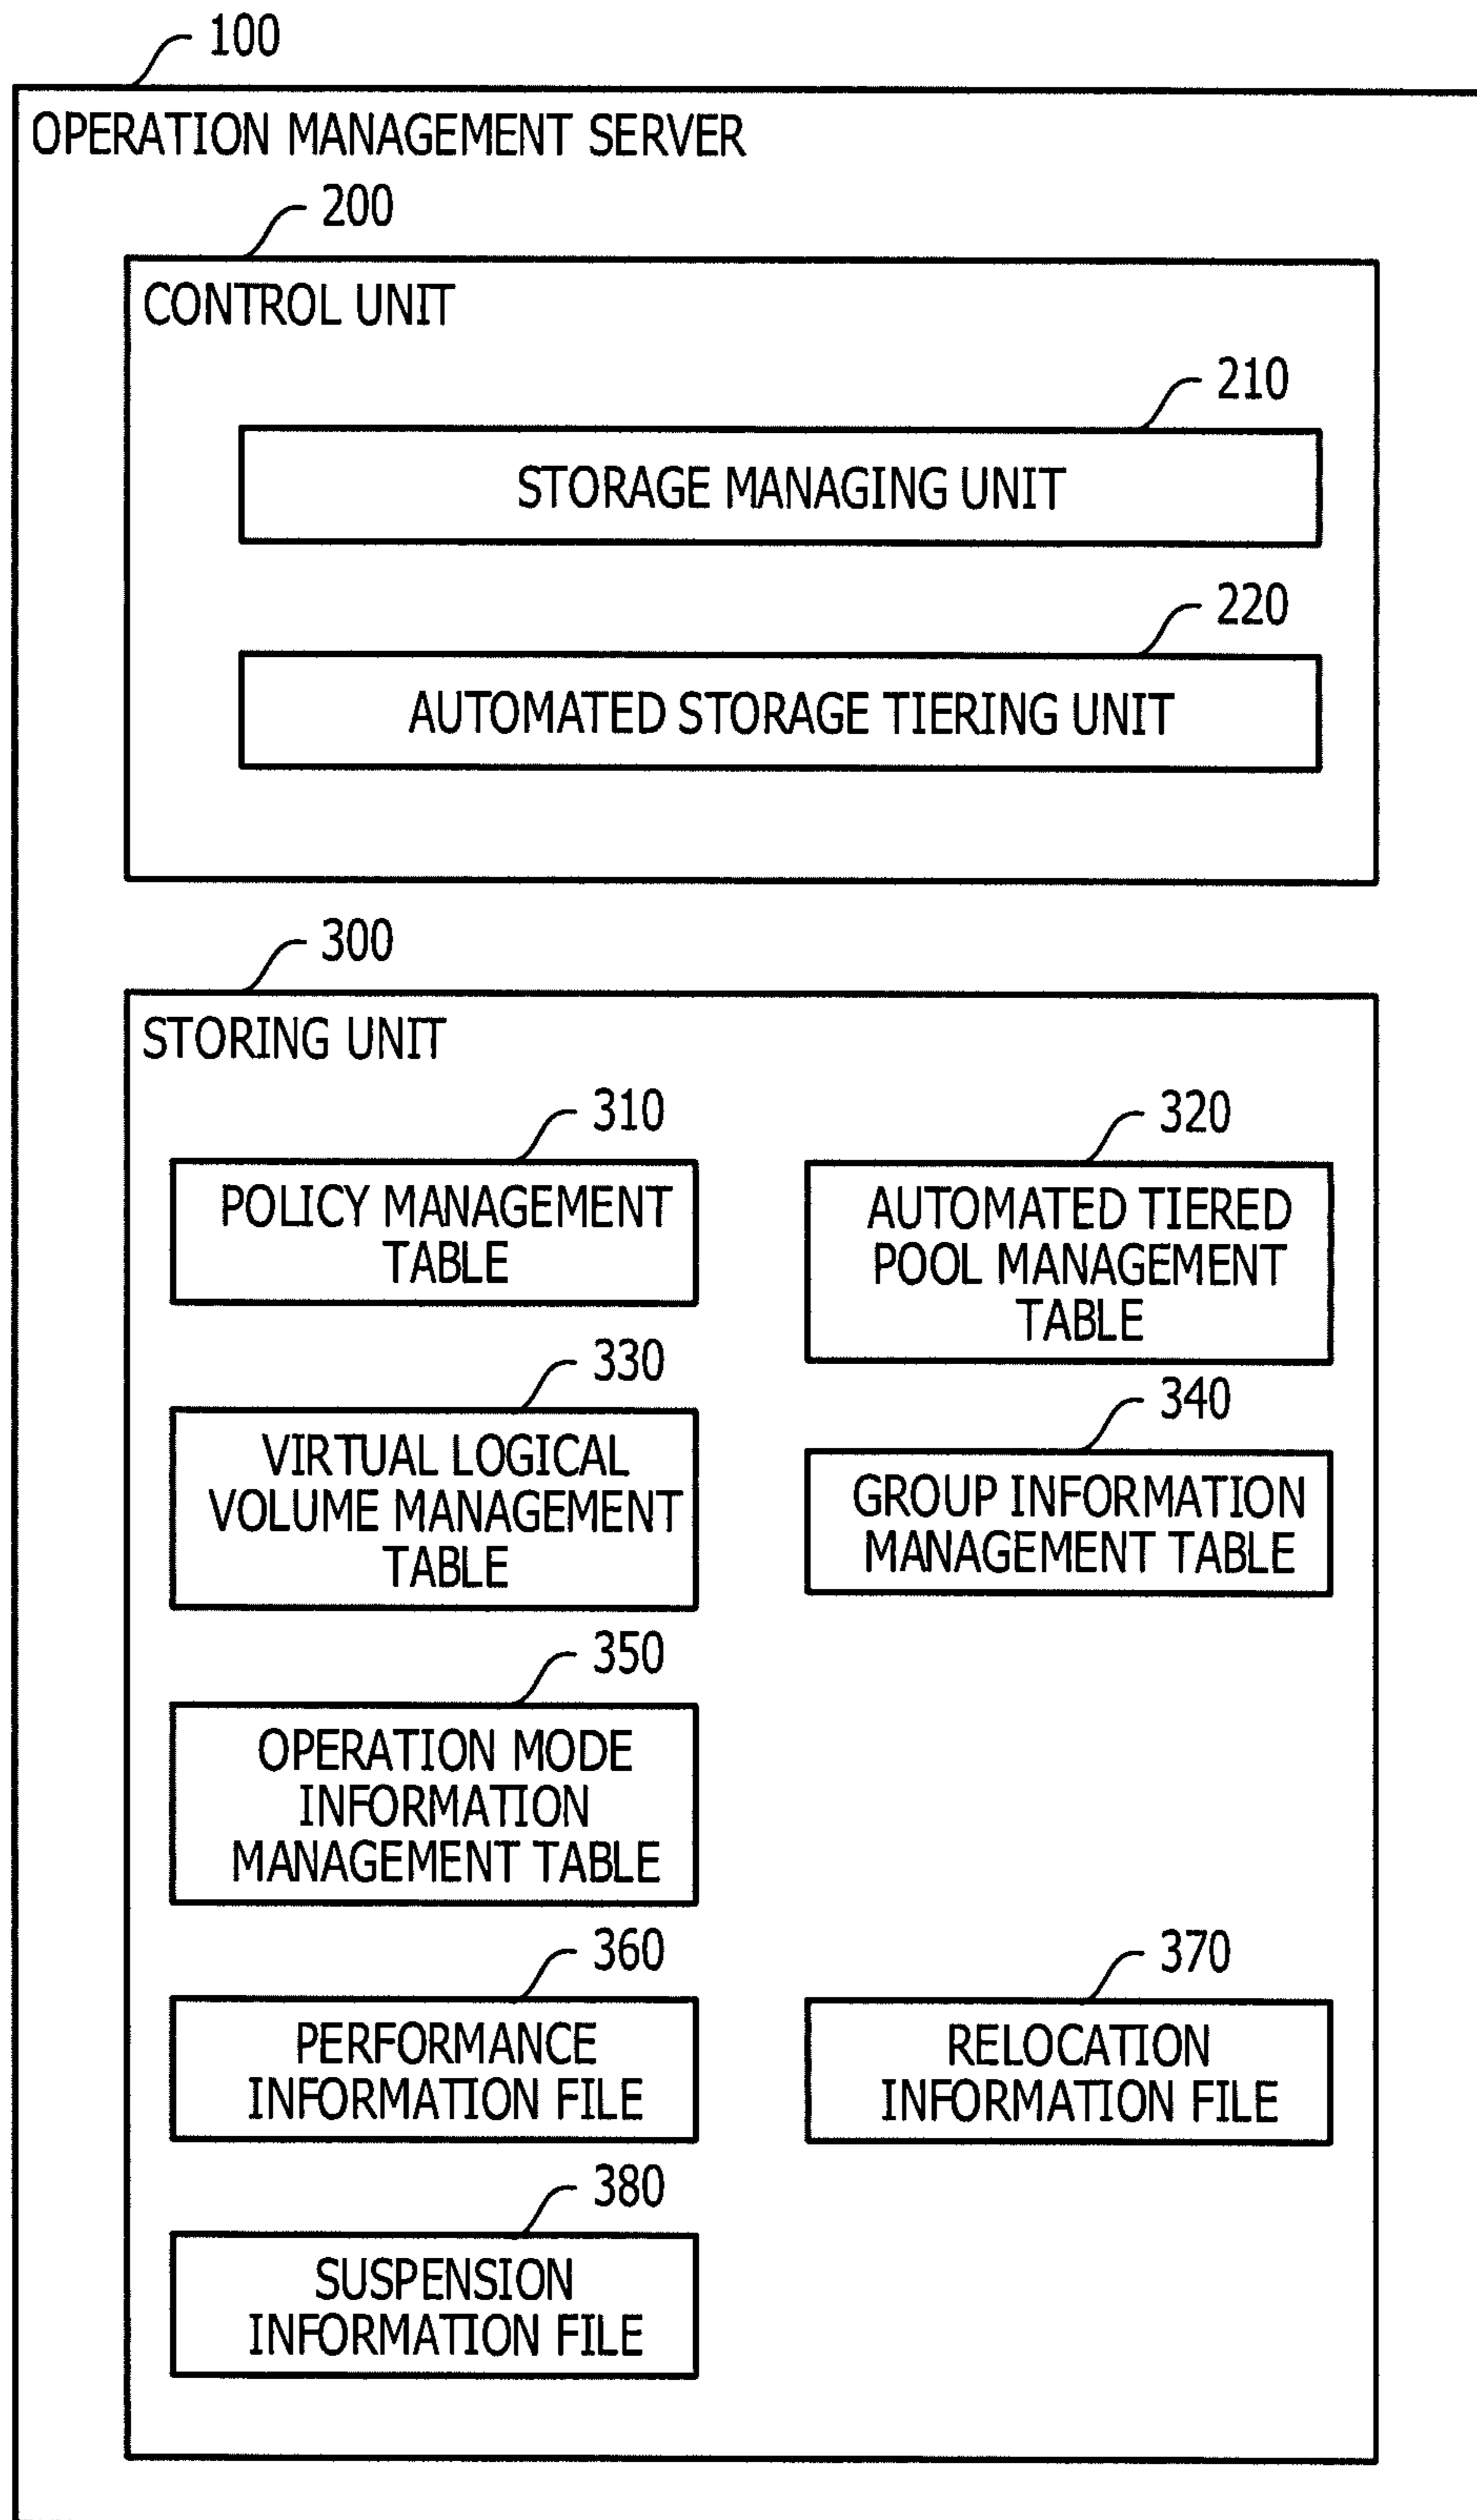 100
OPERATION MANAGEMENT SERVER
200
CONTROL UNIT
210
STORAGE MANAGING UNIT
220
AUTOMATED STORAGE TIERING UNIT
300
STORING UNIT
310
POLICY MANAGEMENT
TABLE
320
AUTOMATED TIERED
POOL MANAGEMENT
TABLE
330
VIRTUAL LOGICAL
VOLUME MANAGEMENT
TABLE
340
GROUP INFORMATION
MANAGEMENT TABLE
350
OPERATION MODE
INFORMATION
MANAGEMENT TABLE
360
PERFORMANCE
INFORMATION FILE
370
RELOCATION
INFORMATION FILE
380
SUSPENSION
INFORMATION FILE